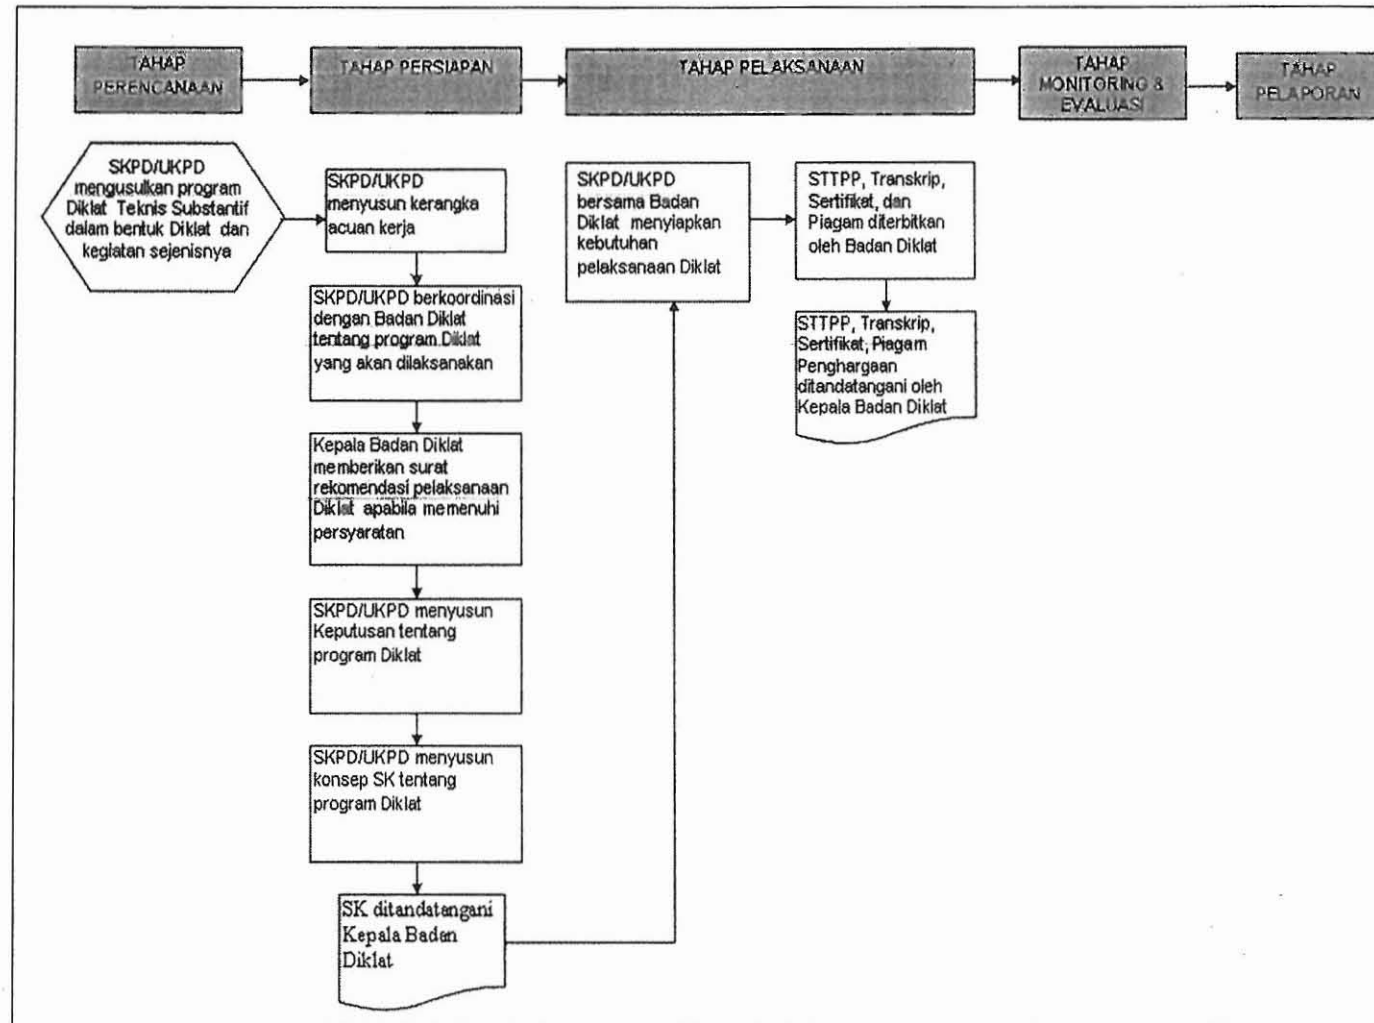 TAHAP
PERENCANAAN
TAHAP PERSIAPAN
TAHAP PELAKSANAAN
TAHAP
MONITORING &
EVALUASI
TAHAP
PELAPORAN
SKPD/UKPD
mengusulkan program
Diklat Teknis Substantif
dalam bentuk Diklat dan
kegiatan sejenisnya
SKPD/UKPD
menyusun kerangka
acuan kerja
SKPD/UKPD berkoordinasi
dengan Badan Diklat
tentang program Diklat
yang akan dilaksanakan
Kepala Badan Diklat
memberikan surat
rekomendasi pelaksanaan
Diklat apabila memenuhi
persyaratan
SKPD/UKPD menyusun
Keputusan tentang
program Diklat
SKPD/UKPD menyusun
konsep SK tentang
program Diklat
SK ditandatangani
Kepala Badan
Diklat
SKPD/UKPD
bersama Badan
Diklat menyiapkan
kebutuhan
pelaksanaan Diklat
STTPP, Transkrip,
Sertifikat, dan
Piagam diterbitkan
oleh Badan Diklat
STTPP, Transkrip,
Sertifikat, Piagam
Penghargaan
ditandatangani oleh
Kepala Badan Diklat